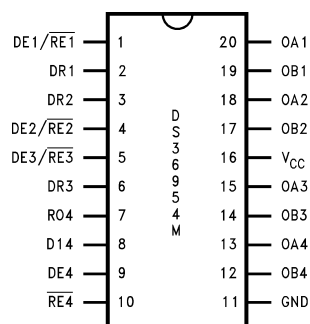 DE1/RE1 1 20 OA1
DR1 2 19 OB1
DR2 3 18 OA2
DE2/RE2 4 17 OB2
DE3/RE3 5 16 VCC
DR3 6 15 OA3
RO4 7 14 OB3
D14 8 13 OA4
DE4 9 12 OB4
RE4 10 11 GND
DS36954M